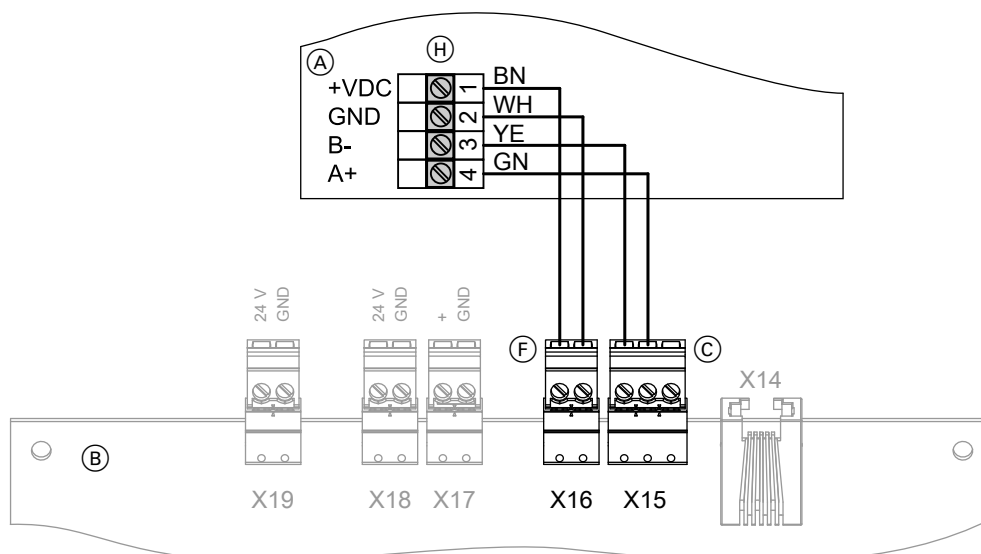 A
H
+VDC 1 BN
GND 2 WH
B- 3 YE
A+ 4 GN
24 V
GND
24 V
GND
+
GND
F
C
X14
B
X19
X18
X17
X16
X15